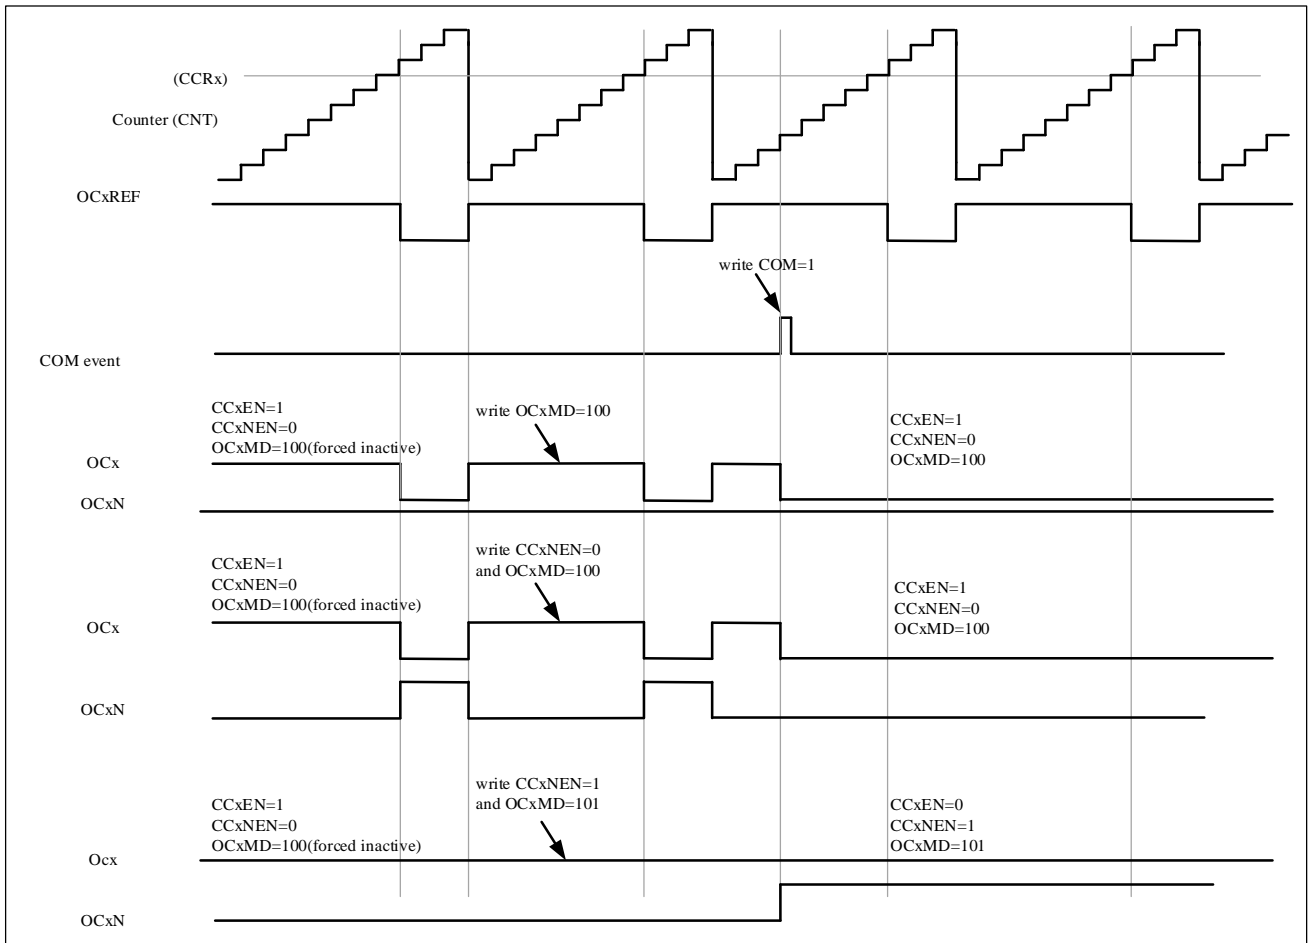 (CCRx)
Counter (CNT)
OCxREF
write COM=1
COM event
CCxEN=1
CCxNEN=0
OCxMD=100(forced inactive)
write OCxMD=100
CCxEN=1
CCxNEN=0
OCxMD=100
OCx
OCxN
CCxEN=1
CCxNEN=0
OCxMD=100(forced inactive)
write CCxNEN=0
and OCxMD=100
CCxEN=1
CCxNEN=0
OCxMD=100
OCx
OCxN
CCxEN=1
CCxNEN=0
OCxMD=100(forced inactive)
write CCxNEN=1
and OCxMD=101
CCxEN=0
CCxNEN=1
OCxMD=101
Ocx
OCxN